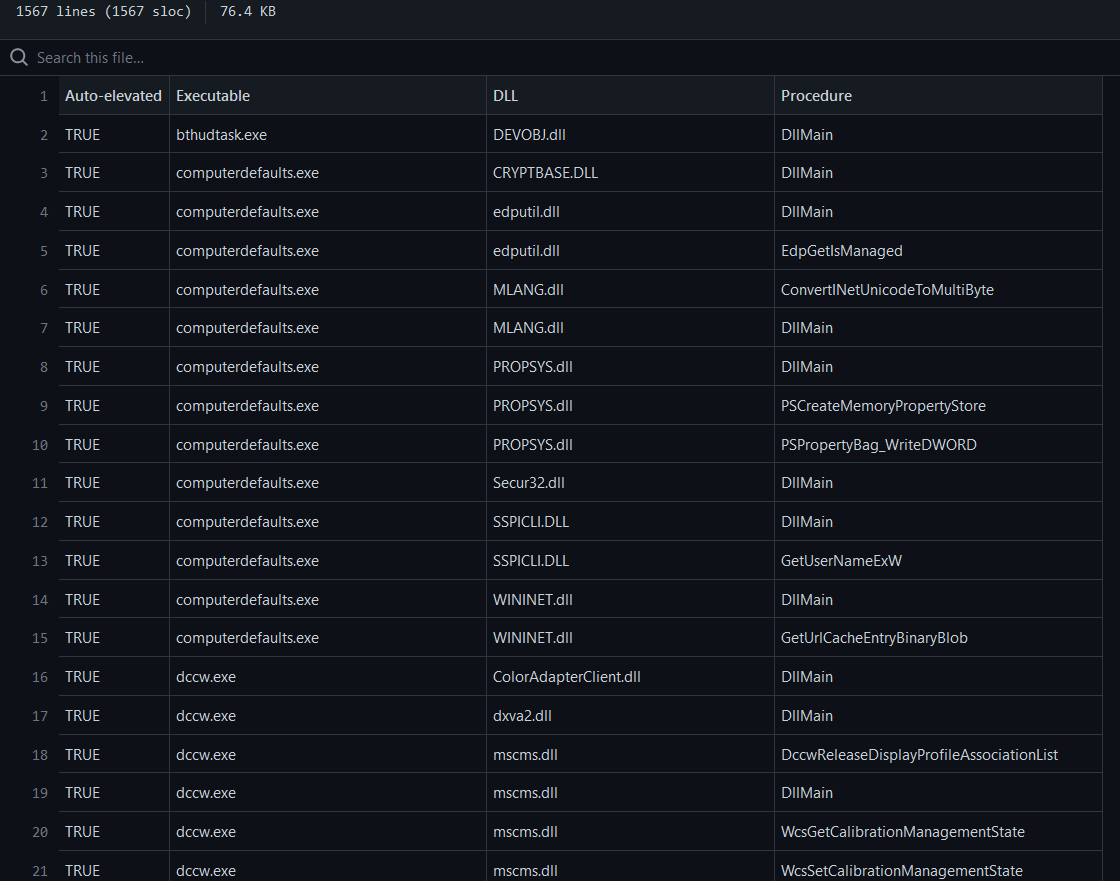 1567 lines (1567 sloc) 76.4 KB
Search this file...
1 Auto-elevated Executable DLL Procedure
2 TRUE bthudtask.exe DEVOBJ.dll DllMain
3 TRUE computerdefaults.exe CRYPTBASE.DLL DllMain
4 TRUE computerdefaults.exe edputil.dll DllMain
5 TRUE computerdefaults.exe edputil.dll EdpGetIsManaged
6 TRUE computerdefaults.exe MLANG.dll ConvertINetUnicodeToMultiByte
7 TRUE computerdefaults.exe MLANG.dll DllMain
8 TRUE computerdefaults.exe PROPSYS.dll DllMain
9 TRUE computerdefaults.exe PROPSYS.dll PSCreateMemoryPropertyStore
10 TRUE computerdefaults.exe PROPSYS.dll PSPropertyBag_WriteDWORD
11 TRUE computerdefaults.exe Secur32.dll DllMain
12 TRUE computerdefaults.exe SSPICLI.DLL DllMain
13 TRUE computerdefaults.exe SSPICLI.DLL GetUserNameExW
14 TRUE computerdefaults.exe WININET.dll DllMain
15 TRUE computerdefaults.exe WININET.dll GetUrlCacheEntryBinaryBlob
16 TRUE dccw.exe ColorAdapterClient.dll DllMain
17 TRUE dccw.exe dxva2.dll DllMain
18 TRUE dccw.exe mscms.dll DccwReleaseDisplayProfileAssociationList
19 TRUE dccw.exe mscms.dll DllMain
20 TRUE dccw.exe mscms.dll WcsGetCalibrationManagementState
21 TRUE dccw.exe mscms.dll WcsSetCalibrationManagementState